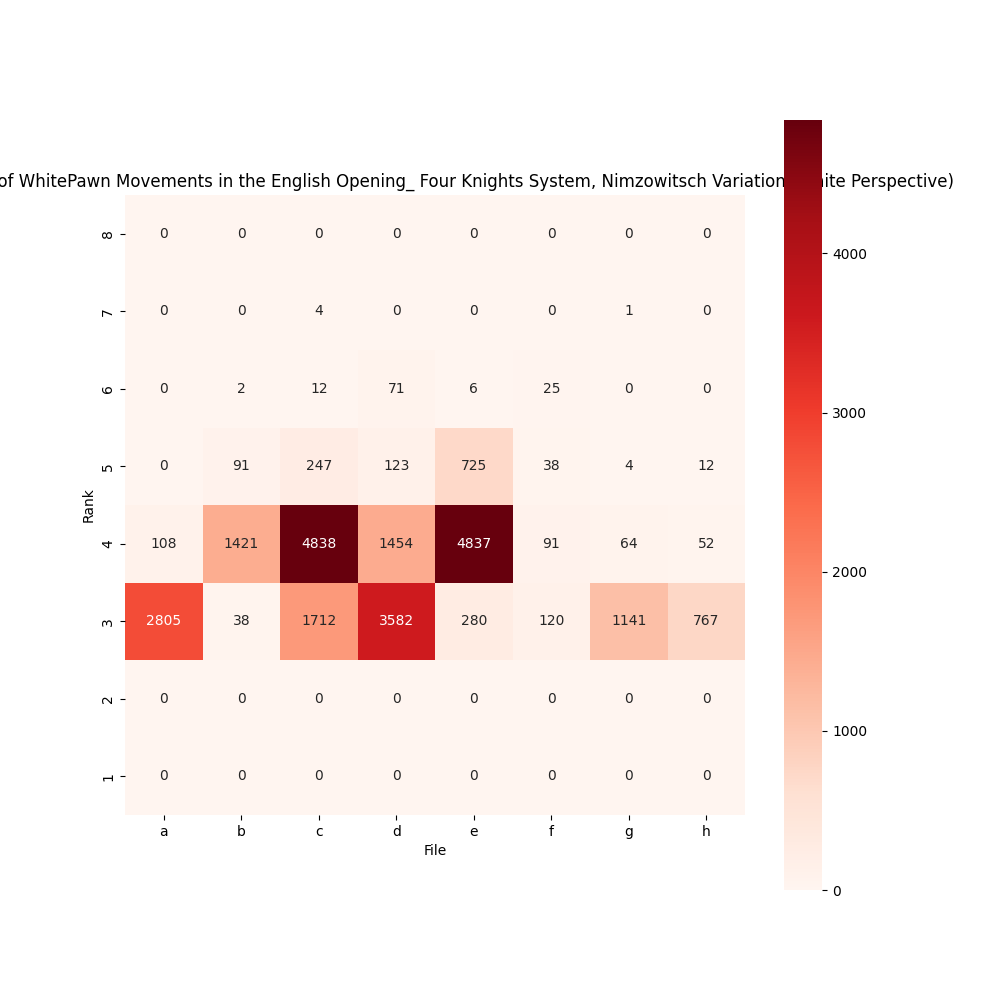 of WhitePawn Movements in the English Opening_ Four Knights System, Nimzowitsch Variation ite Perspective)
8 0 0 0 0 0 0 0 0
7 0 0 4 0 0 0 1 0
6 0 2 12 71 6 25 0 0
5 0 91 247 123 725 38 4 12
4 108 1421 4838 1454 4837 91 64 52
3 2805 38 1712 3582 280 120 1141 767
2 0 0 0 0 0 0 0 0
1 0 0 0 0 0 0 0 0
a b c d e f g h
File
Rank
4000
3000
2000
1000
0